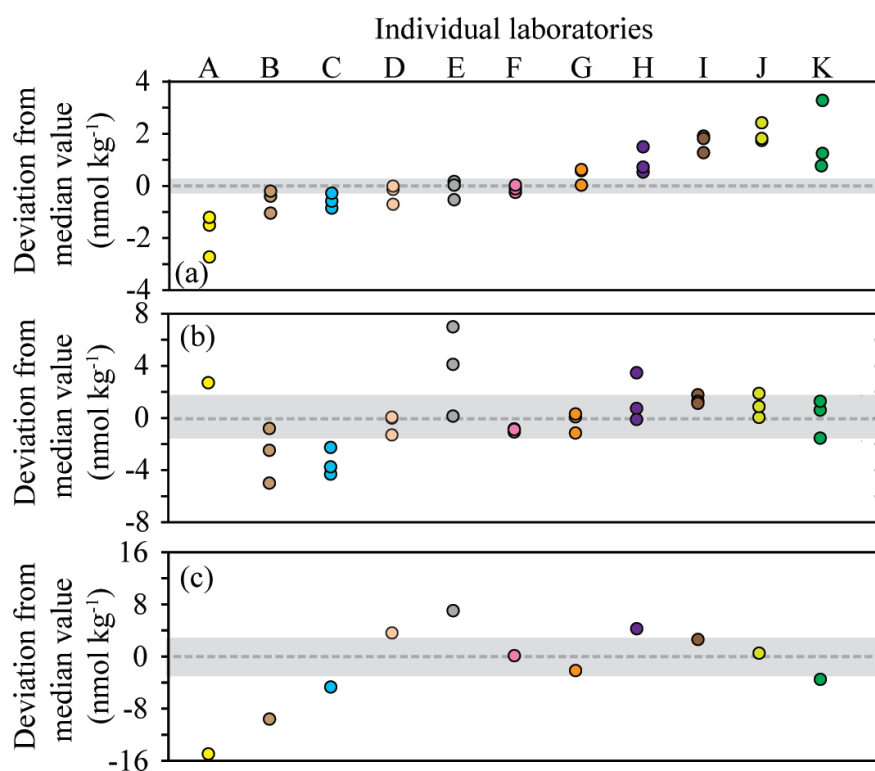 Individual laboratories
A B C D E F G H I J K
Deviation from
median value
(nmol kg⁻¹)
4
2
0
-2
-4
(a)
Deviation from
median value
(nmol kg⁻¹)
8
4
0
-4
-8
(b)
Deviation from
median value
(nmol kg⁻¹)
16
8
0
-8
-16
(c)